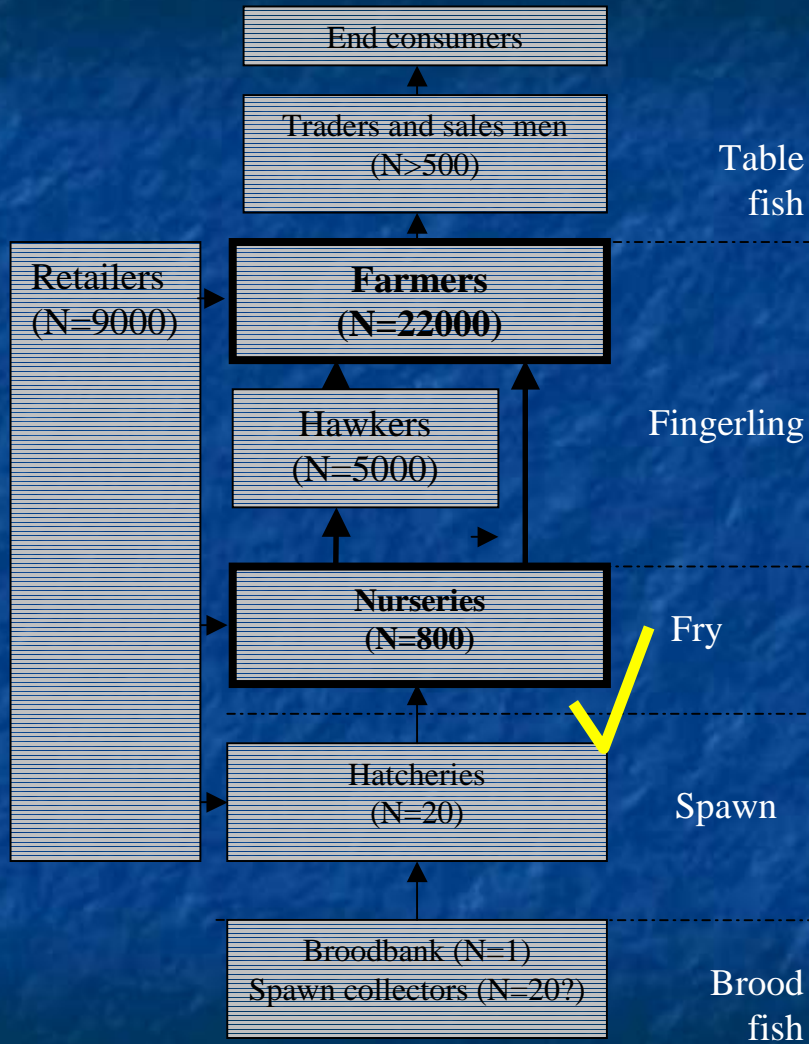 End consumers
Traders and sales men
(N>500)
Table
fish
Retailers
(N=9000)
Farmers
(N=22000)
Hawkers
(N=5000)
Fingerling
Nurseries
(N=800)
Fry
Hatcheries
(N=20)
Spawn
Broodbank (N=1)
Spawn collectors (N=20?)
Brood
fish